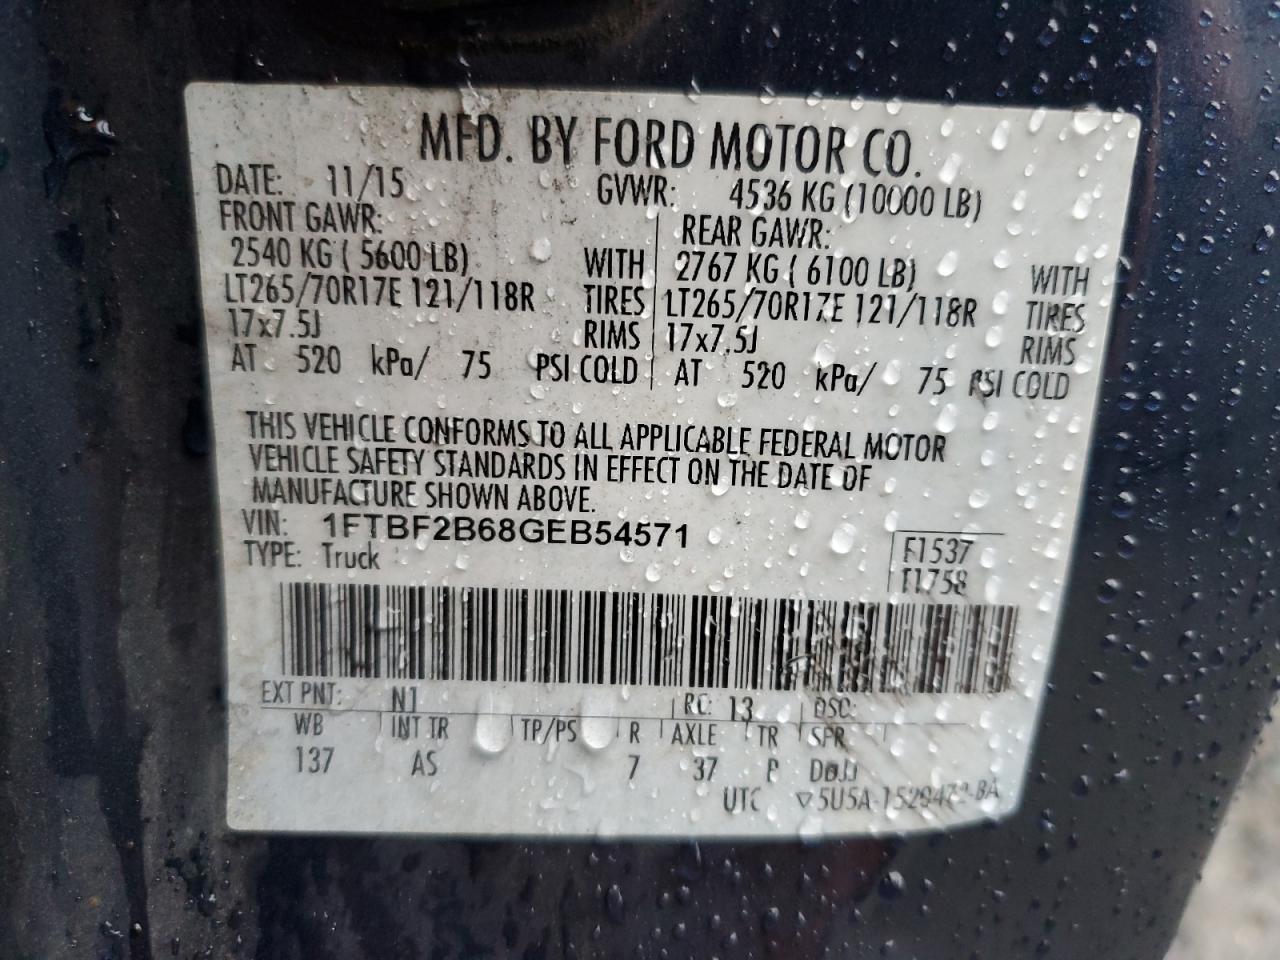 MFD. BY FORD MOTOR CO.
DATE: 11/15 GVWR: 4536 KG (10000 LB)
FRONT GAWR: REAR GAWR:
2540 KG ( 5600 LB) WITH 2767 KG ( 6100 LB) WITH
LT265/70R17E 121/118R TIRES LT265/70R17E 121/118R TIRES
17x7.5J RIMS 17x7.5J RIMS
AT 520 kPa/ 75 PSI COLD AT 520 kPa/ 75 PSI COLD
THIS VEHICLE CONFORMS TO ALL APPLICABLE FEDERAL MOTOR
VEHICLE SAFETY STANDARDS IN EFFECT ON THE DATE OF
MANUFACTURE SHOWN ABOVE.
VIN: 1FTBF2B68GEB54571
TYPE: Truck
F1537
T1758
EXT PNT: N1 RC: 13 DSO:
WB INT TR TP/PS R AXLE TR SPR
137 AS 7 37 P
UTC